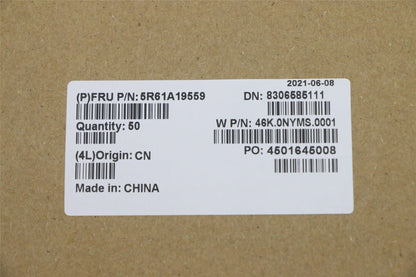 2021-06-08
(P)FRU P/N: 5R61A19559 DN: 8306585111
Quantity: 50 W P/N: 46K.0NYMS.0001
(4L)Origin: CN PO: 4501645008
Made in: CHINA